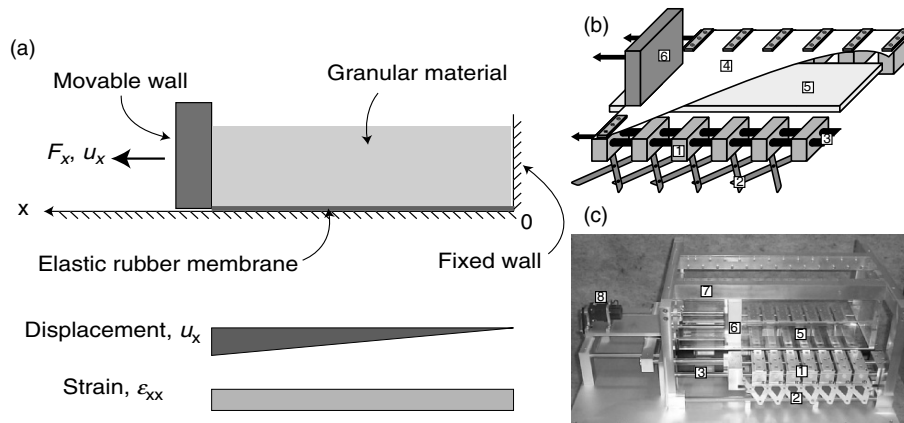 (a)
Movable wall
Granular material
Fₓ, uₓ
x
0
Elastic rubber membrane
Fixed wall
Displacement, uₓ
Strain, εₓₓ
(b)
6
4
5
1
3
2
(c)
8
7
6
5
3
1
2